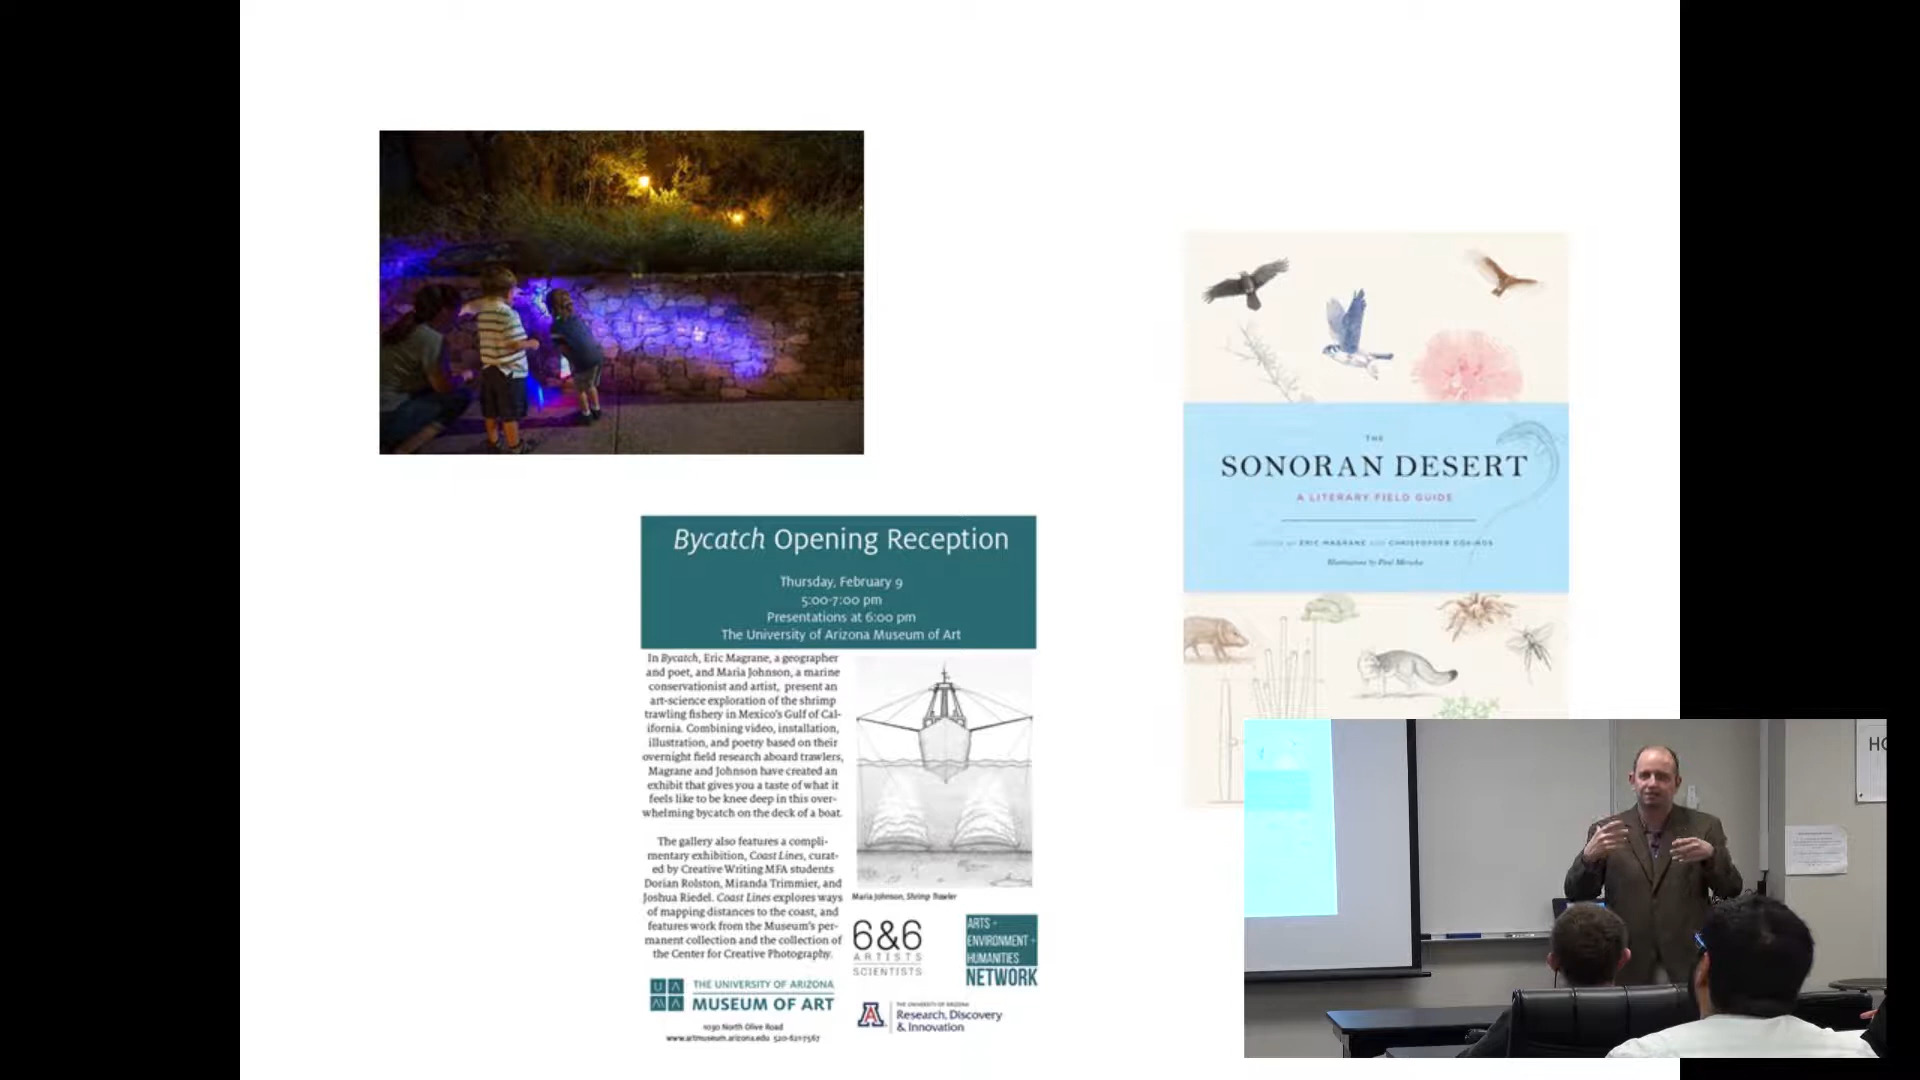 Bycatch Opening Reception
Thursday, February 9
5:00-7:00 pm
Presentations at 6:00 pm
The University of Arizona Museum of Art
In Bycatch, Eric Magrane, a geographer
and poet, and Maria Johnson, a marine
conservationist and artist, present an
art-science exploration of the shrimp
trawling fishery in Mexico's Gulf of Cal-
ifornia. Combining video, installation,
illustration, and poetry based on their
overnight field research aboard trawlers,
Magrane and Johnson have created an
exhibit that gives you a taste of what it
feels like to be knee deep in this over-
whelming bycatch on the deck of a boat.
The gallery also features a compli-
mentary exhibition, Coast Lines, curat-
ed by Creative Writing MFA students
Dorian Rolston, Miranda Trimmier, and
Joshua Riedel. Coast Lines explores ways
of mapping distances to the coast, and
features work from the Museum's per-
manent collection and the collection of
the Center for Creative Photography.
Maria Johnson, Shrimp Trawler
6&6
ARTISTS
SCIENTISTS
ARTS +
ENVIRONMENT +
HUMANITIES
NETWORK
UA
MA
THE UNIVERSITY OF ARIZONA
MUSEUM OF ART
1030 North Olive Road
www.artmuseum.arizona.edu
A
THE UNIVERSITY OF ARIZONA
Research, Discovery
& Innovation
THE
SONORAN DESERT
A LITERARY FIELD GUIDE
ERIC MAGRANE AND CHRISTOPHER COKINOS
Illustrations by Paul Mirocha
HO